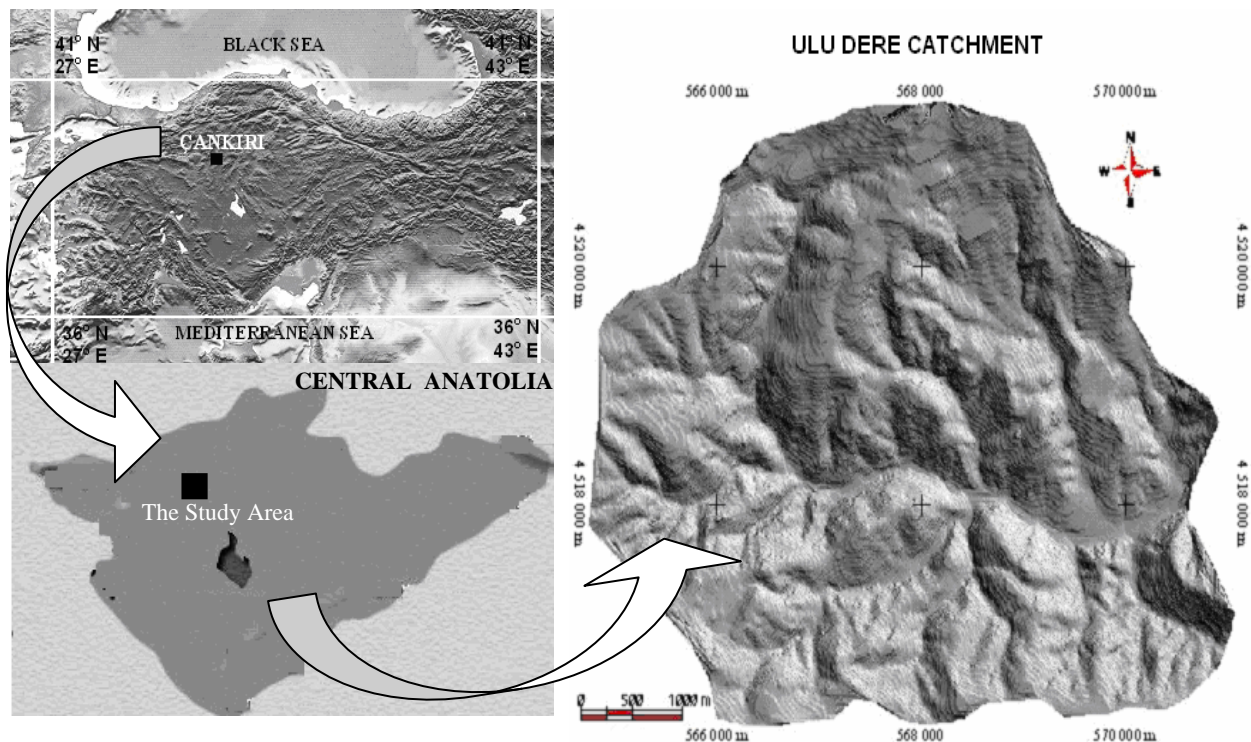 41° N
27° E
BLACK SEA
41° N
43° E
ÇANKIRI
36° N
27° E
MEDITERRANEAN SEA
36° N
43° E
CENTRAL ANATOLIA
The Study Area
ULU DERE CATCHMENT
566 000 m
568 000
570 000 m
N
W
E
4 520 000 m
4 520 000 m
4 518 000 m
4 518 000 m
0 500 1000 m
566 000 m
568 000
570 000 m